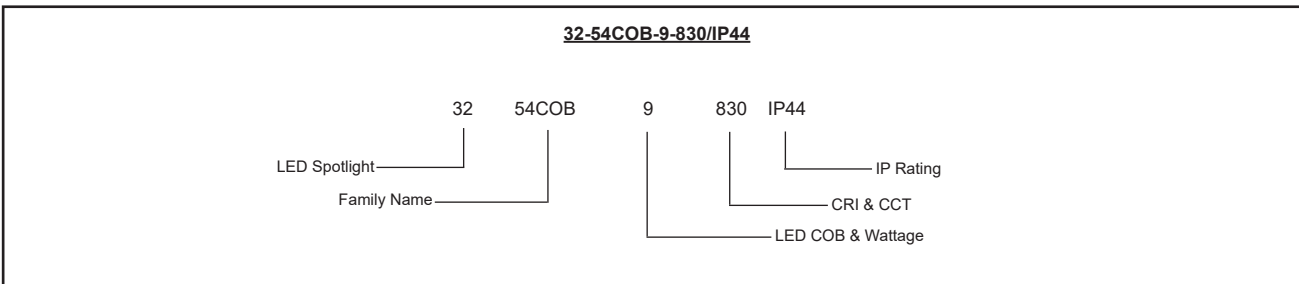 32-54COB-9-830/IP44
32 54COB 9 830 IP44
LED Spotlight
IP Rating
Family Name
CRI & CCT
LED COB & Wattage